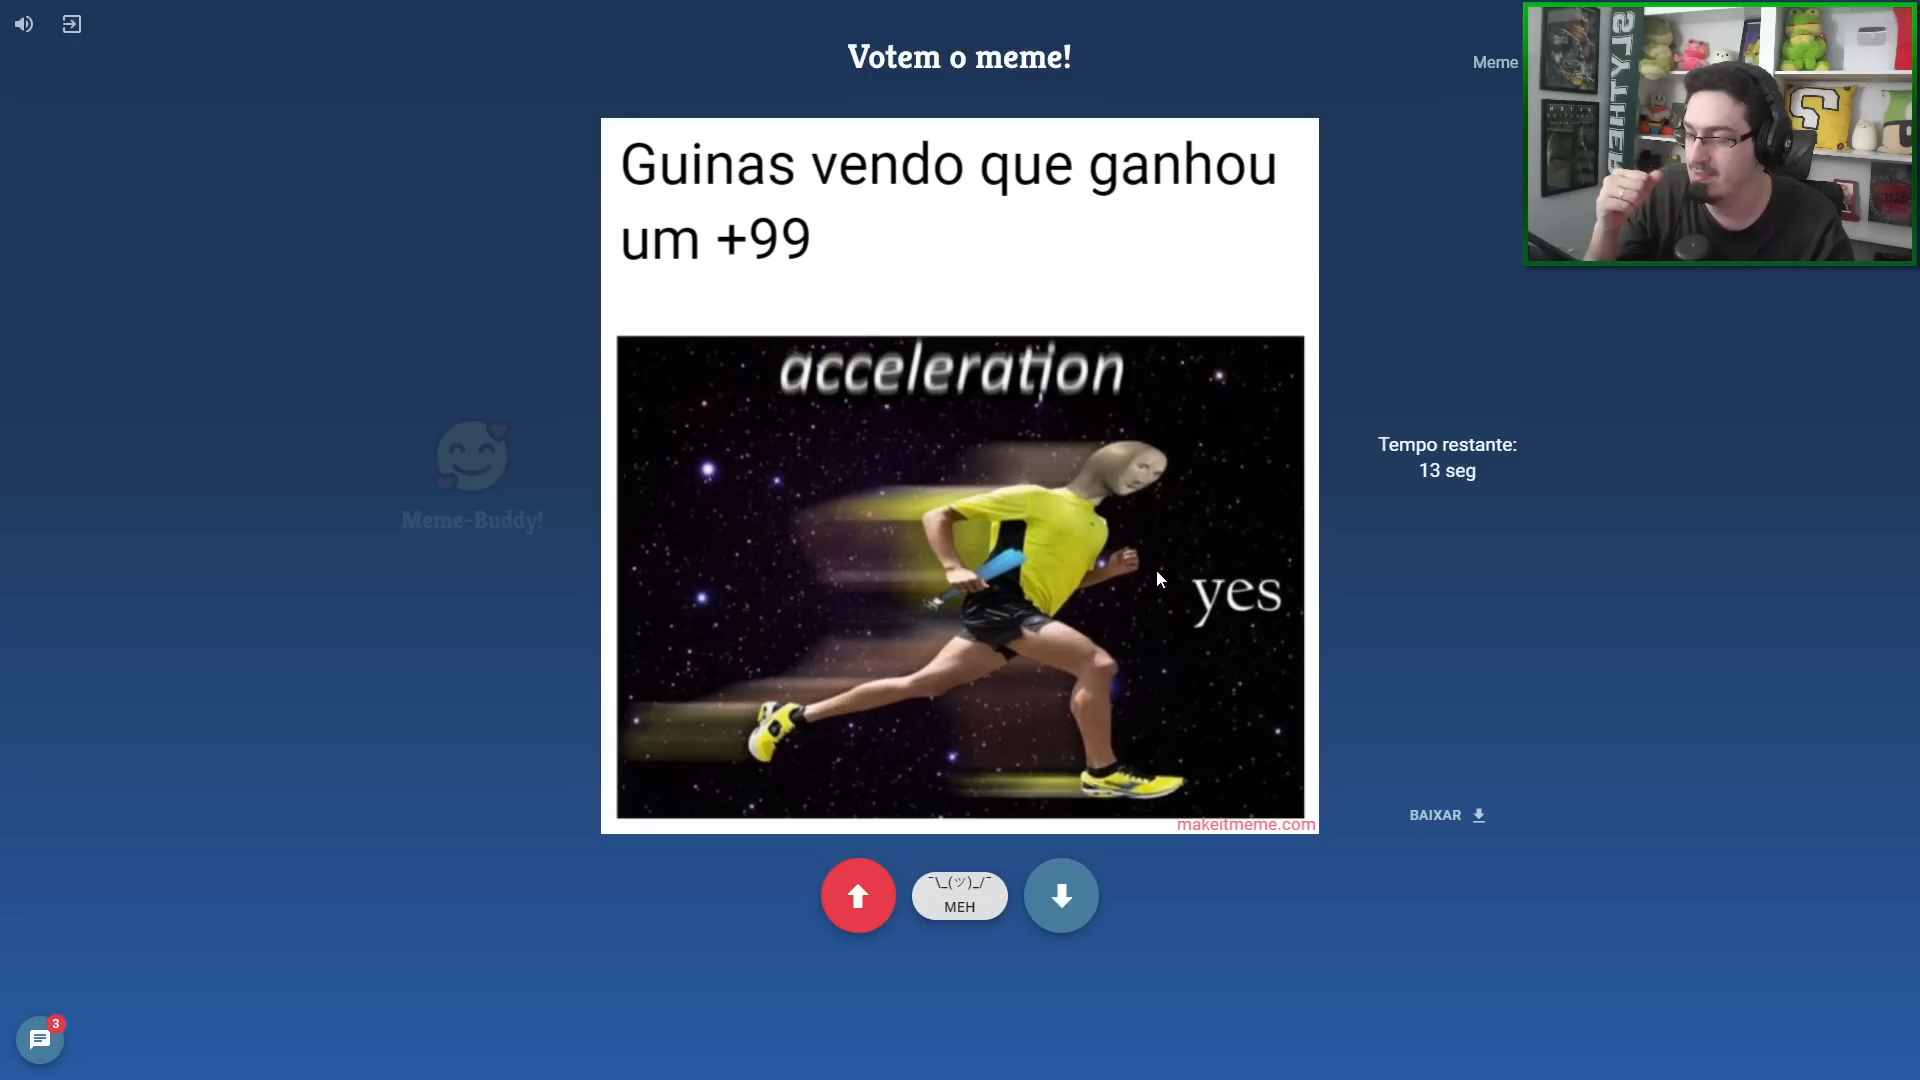 Votem o meme!
Meme
Guinas vendo que ganhou
um +99
acceleration
yes
makeitmeme.com
Meme-Buddy!
Tempo restante:
13 seg
BAIXAR
¯\_(ツ)_/¯
MEH
3